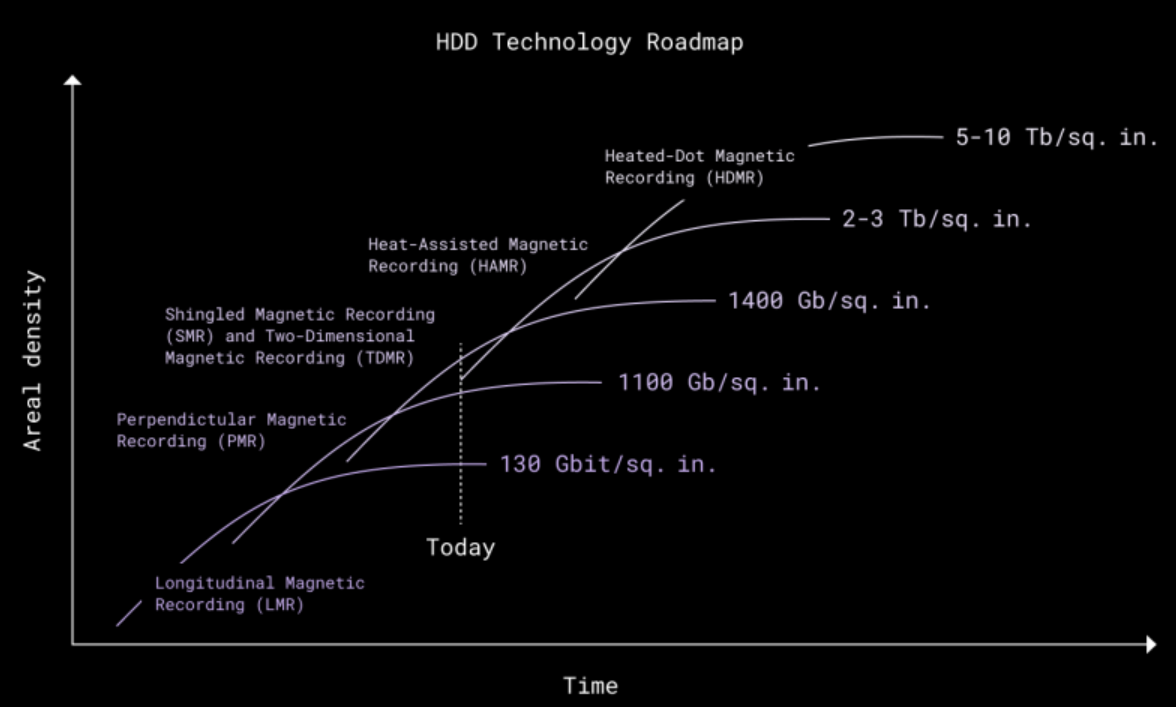 HDD Technology Roadmap
5-10 Tb/sq. in.
Heated-Dot Magnetic
Recording (HDMR)
2-3 Tb/sq. in.
Heat-Assisted Magnetic
Recording (HAMR)
1400 Gb/sq. in.
Shingled Magnetic Recording
(SMR) and Two-Dimensional
Magnetic Recording (TDMR)
1100 Gb/sq. in.
Perpendictular Magnetic
Recording (PMR)
130 Gbit/sq. in.
Today
Longitudinal Magnetic
Recording (LMR)
Areal density
Time